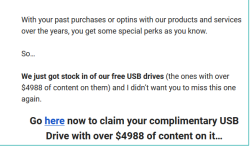 With your past purchases or optins with our products and services
over the years, you get some special perks as you know.
So...
We just got stock in of our free USB drives (the ones with over
$4988 of content on them) and I didn't want you to miss this one
again.
Go here now to claim your complimentary USB
Drive with over $4988 of content on it...